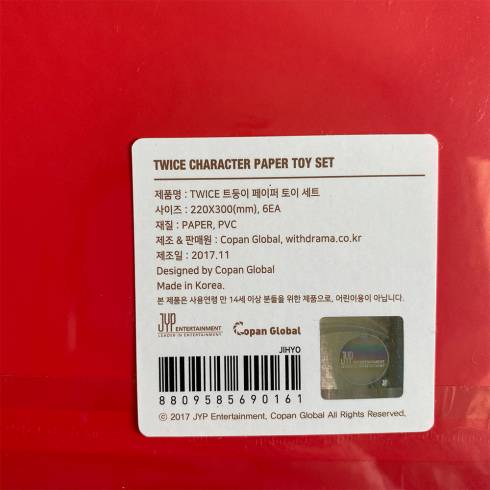 TWICE CHARACTER PAPER TOY SET
제품명 : TWICE 트둥이 페이퍼 토이 세트
사이즈 : 220X300(mm), 6EA
재질 : PAPER, PVC
제조 & 판매원 : Copan Global, withdrama.co.kr
제조일 : 2017.11
Designed by Copan Global
Made in Korea.
본 제품은 사용연령 만 14세 이상 분들을 위한 제품으로, 어린이용이 아닙니다.
JYP ENTERTAINMENT
LEADER IN ENTERTAINMENT
Copan Global
JIHYO
JYP
ENTERTAINMENT
8809585690161
ⓒ 2017 JYP Entertainment, Copan Global All Rights Reserved.